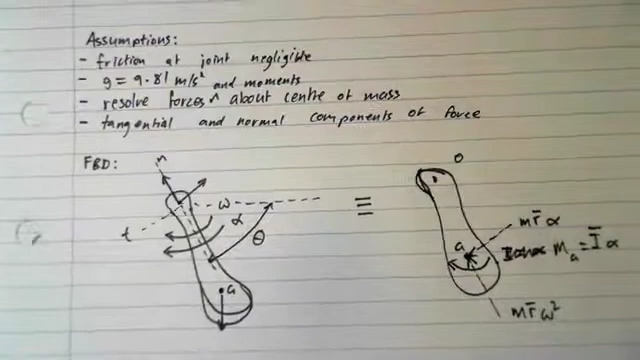 Assumptions:
- friction at joint negligible
- g = 9.81 m/s² and moments
- resolve forces ^ about centre of mass
- tangential and normal components of force
FBD:
n
t
ω
α
θ
G
≡
O
G
mr̄α
M_G = Īα
mr̄ω²